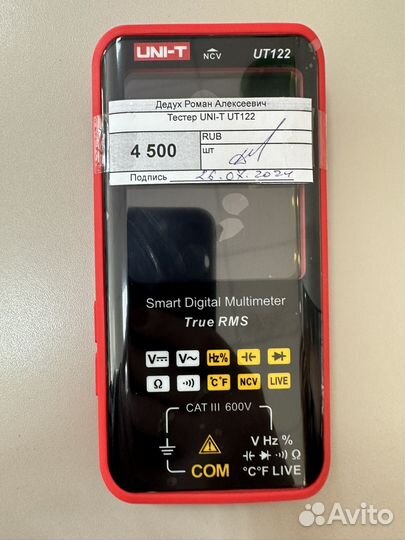 UNI-T NCV UT122
Дедух Роман Алексеевич
Тестер UNI-T UT122
4 500
RUB
шт
Подпись 26.07.2024
Smart Digital Multimeter
True RMS
V⎓ V~ Hz% ⊣⊢ ▶|
Ω •))) °C°F NCV LIVE
CAT III 600V
V Hz %
⊣⊢ ▶| •))) Ω
COM °C°F LIVE
Avito